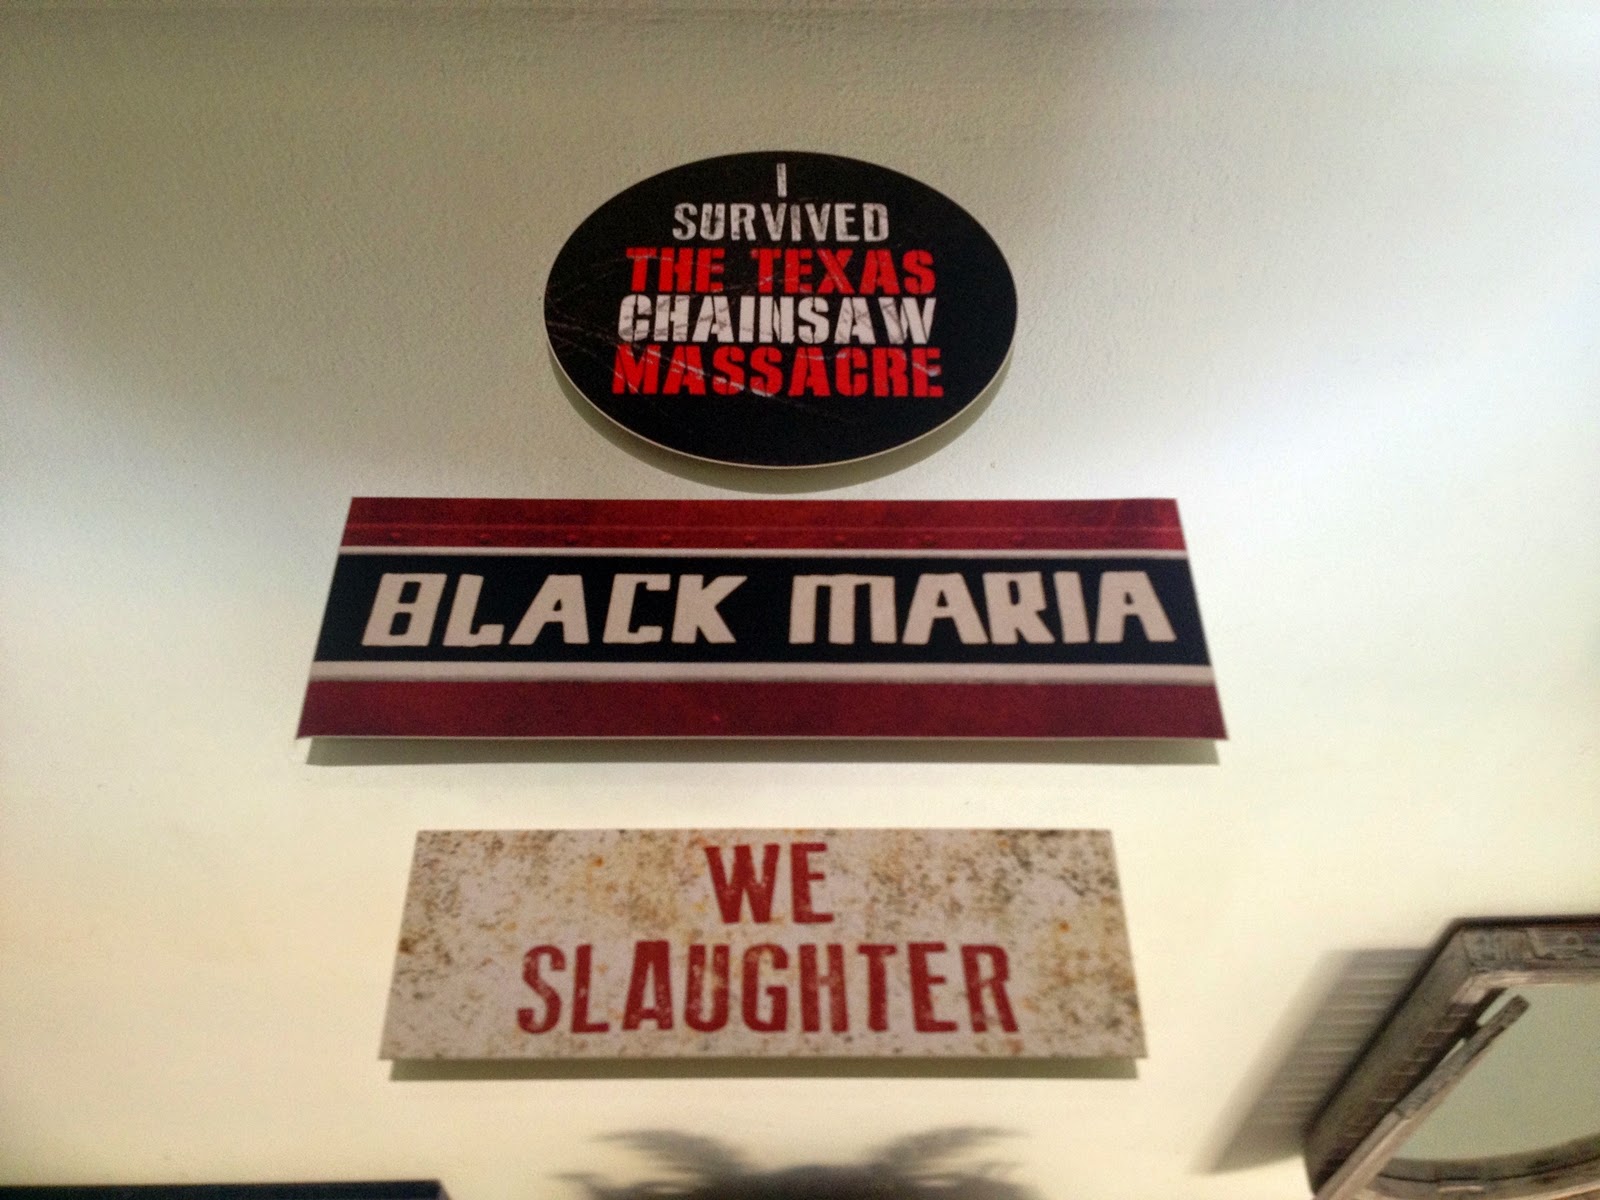 I
SURVIVED
THE TEXAS
CHAINSAW
MASSACRE
BLACK MARIA
WE
SLAUGHTER